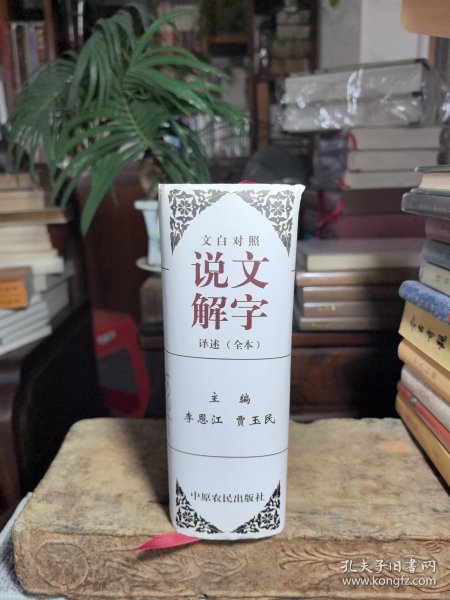 文白对照
说文
解字
译述（全本）
主 编
李恩江 贾玉民
中原农民出版社
孔夫子旧书网
www.kongfz.com